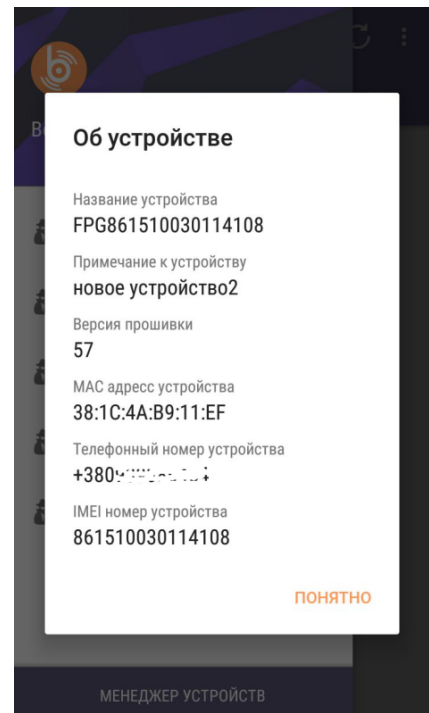 Об устройстве
Название устройства
FPG861510030114108
Примечание к устройству
новое устройство2
Версия прошивки
57
MAC адресс устройства
38:1C:4A:B9:11:EF
Телефонный номер устройства
+380
IMEI номер устройства
861510030114108
ПОНЯТНО
МЕНЕДЖЕР УСТРОЙСТВ